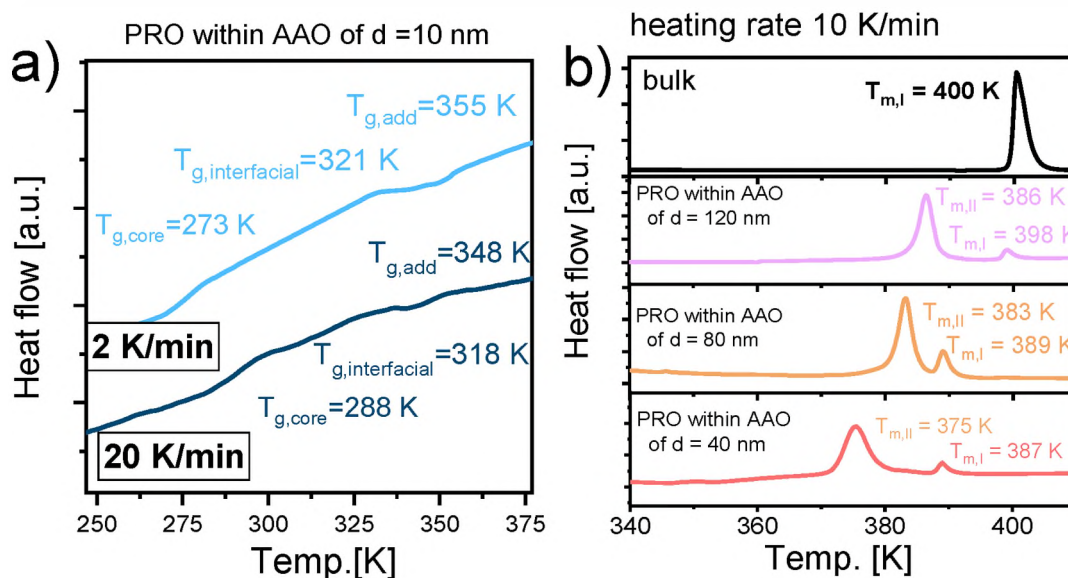 PRO within AAO of d =10 nm
a)
T_g,add=355 K
T_g,interfacial=321 K
T_g,core=273 K
T_g,add=348 K
2 K/min
T_g,interfacial=318 K
T_g,core=288 K
20 K/min
Heat flow [a.u.]
250 275 300 325 350 375
Temp. [K]
heating rate 10 K/min
b)
bulk
T_m,I = 400 K
PRO within AAO
of d = 120 nm
T_m,II = 386 K
T_m,I = 398 K
PRO within AAO
of d = 80 nm
T_m,II = 383 K
T_m,I = 389 K
PRO within AAO
of d = 40 nm
T_m,II = 375 K
T_m,I = 387 K
Heat flow [a.u.]
340 360 380 400
Temp. [K]